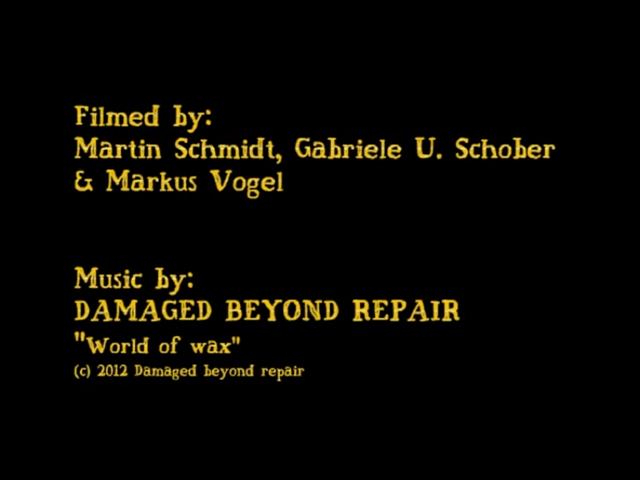 Filmed by:
Martin Schmidt, Gabriele U. Schober
& Markus Vogel
Music by:
DAMAGED BEYOND REPAIR
"World of wax"
(c) 2012 Damaged beyond repair